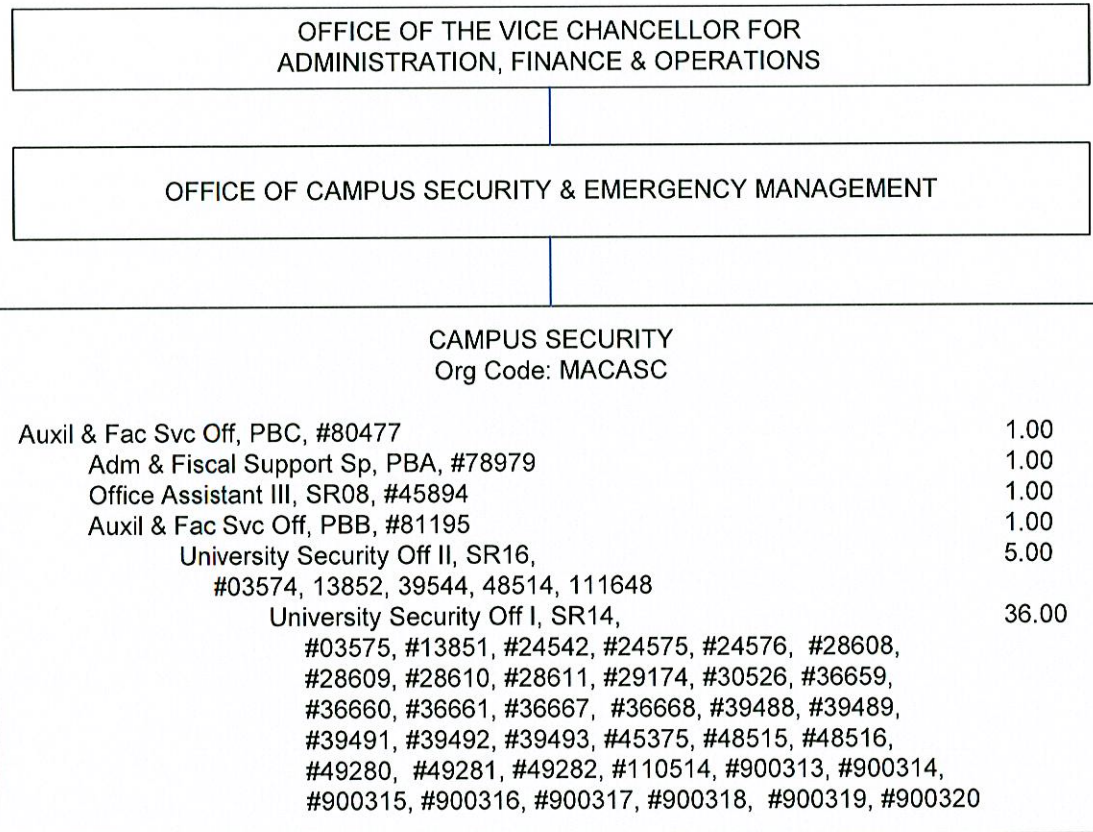 OFFICE OF THE VICE CHANCELLOR FOR
ADMINISTRATION, FINANCE & OPERATIONS
OFFICE OF CAMPUS SECURITY & EMERGENCY MANAGEMENT
CAMPUS SECURITY
Org Code: MACASC
Auxil & Fac Svc Off, PBC, #80477 1.00
Adm & Fiscal Support Sp, PBA, #78979 1.00
Office Assistant III, SR08, #45894 1.00
Auxil & Fac Svc Off, PBB, #81195 1.00
University Security Off II, SR16, 5.00
#03574, 13852, 39544, 48514, 111648
University Security Off I, SR14, 36.00
#03575, #13851, #24542, #24575, #24576, #28608,
#28609, #28610, #28611, #29174, #30526, #36659,
#36660, #36661, #36667, #36668, #39488, #39489,
#39491, #39492, #39493, #45375, #48515, #48516,
#49280, #49281, #49282, #110514, #900313, #900314,
#900315, #900316, #900317, #900318, #900319, #900320